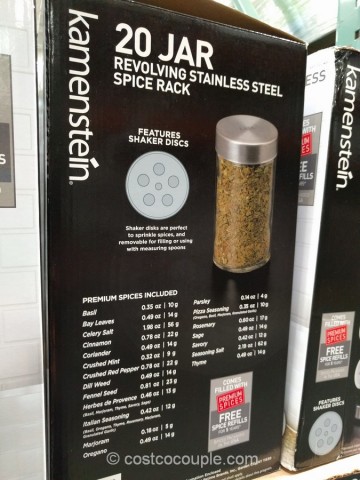 kamenstein
20 JAR
REVOLVING STAINLESS STEEL
SPICE RACK
FEATURES
SHAKER DISCS
Shaker disks are perfect
to sprinkle spices, and
removable for filling or using
with measuring spoons
PREMIUM SPICES INCLUDED
Basil 0.35 oz | 10 g
Bay Leaves 0.49 oz | 14 g
Celery Salt 1.98 oz | 56 g
Cinnamon 0.78 oz | 22 g
Coriander 0.49 oz | 14 g
Crushed Mint 0.32 oz | 9 g
Crushed Red Pepper 0.78 oz | 22 g
Dill Weed 0.49 oz | 14 g
Fennel Seed 0.81 oz | 23 g
Herbes de Provence 0.45 oz | 13 g
(Basil, Marjoram, Thyme, Savory, Sage)
Italian Seasoning 0.42 oz | 12 g
Marjoram 0.18 oz | 5 g
Oregano 0.49 oz | 14 g
Parsley 0.14 oz | 4 g
Pizza Seasoning 0.35 oz | 10 g
Rosemary 0.60 oz | 17 g
Sage 0.49 oz | 14 g
Savory 0.42 oz | 12 g
Seasoning Salt 2.19 oz | 62 g
Thyme 0.49 oz | 14 g
COMES
FILLED WITH
PREMIUM
SPICES
FREE
SPICE REFILLS
kamenstein
COMES
FILLED WITH
PREMIUM
SPICES
FREE
SPICE REFILLS
FEATURES
SHAKER DISCS
© costcocouple.com